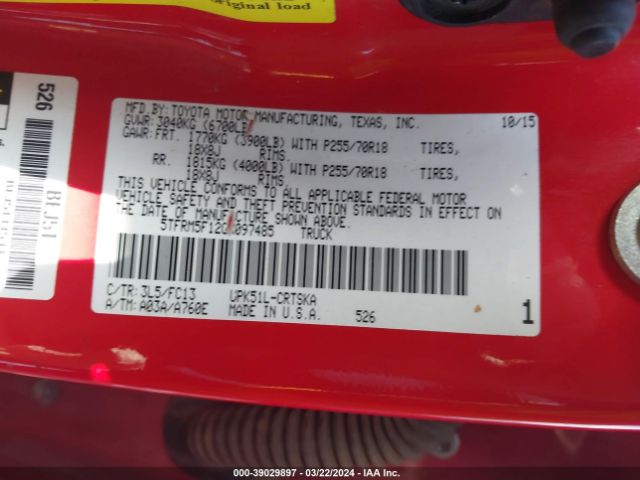 original load
526
BTJ51
MFD.BY:TOYOTA MOTOR MANUFACTURING, TEXAS, INC. 10/15
GVWR:3040KG (6700LB)
GAWR:FRT. 1770KG (3900LB) WITH P255/70R18 TIRES,
18X8J RIMS.
RR. 1815KG (4000LB) WITH P255/70R18 TIRES,
18X8J RIMS.
THIS VEHICLE CONFORMS TO ALL APPLICABLE FEDERAL MOTOR
VEHICLE SAFETY AND THEFT PREVENTION STANDARDS IN EFFECT ON
THE DATE OF MANUFACTURE SHOWN ABOVE.
TRUCK
C/TR: 3L5/FC13 UPK51L-CRTSKA
A/TM: A03A/A760E MADE IN U.S.A. 526 1
000-39029897 - 03/22/2024 - IAA Inc.